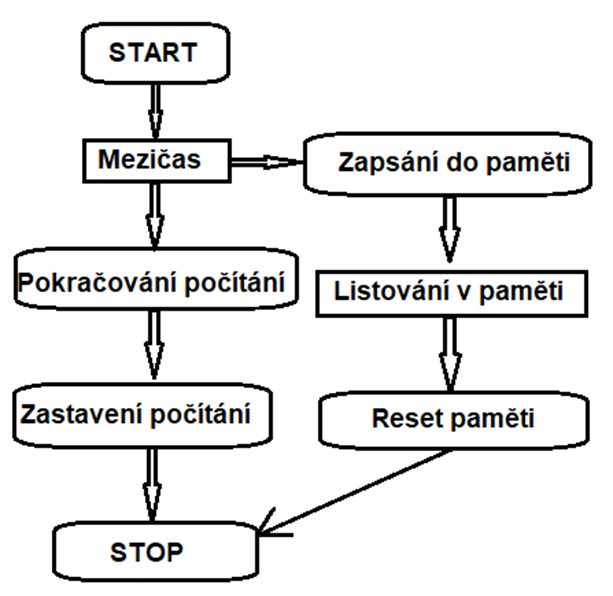 START
Mezičas
Zapsání do paměti
Pokračování počítání
Listování v paměti
Zastavení počítání
Reset paměti
STOP